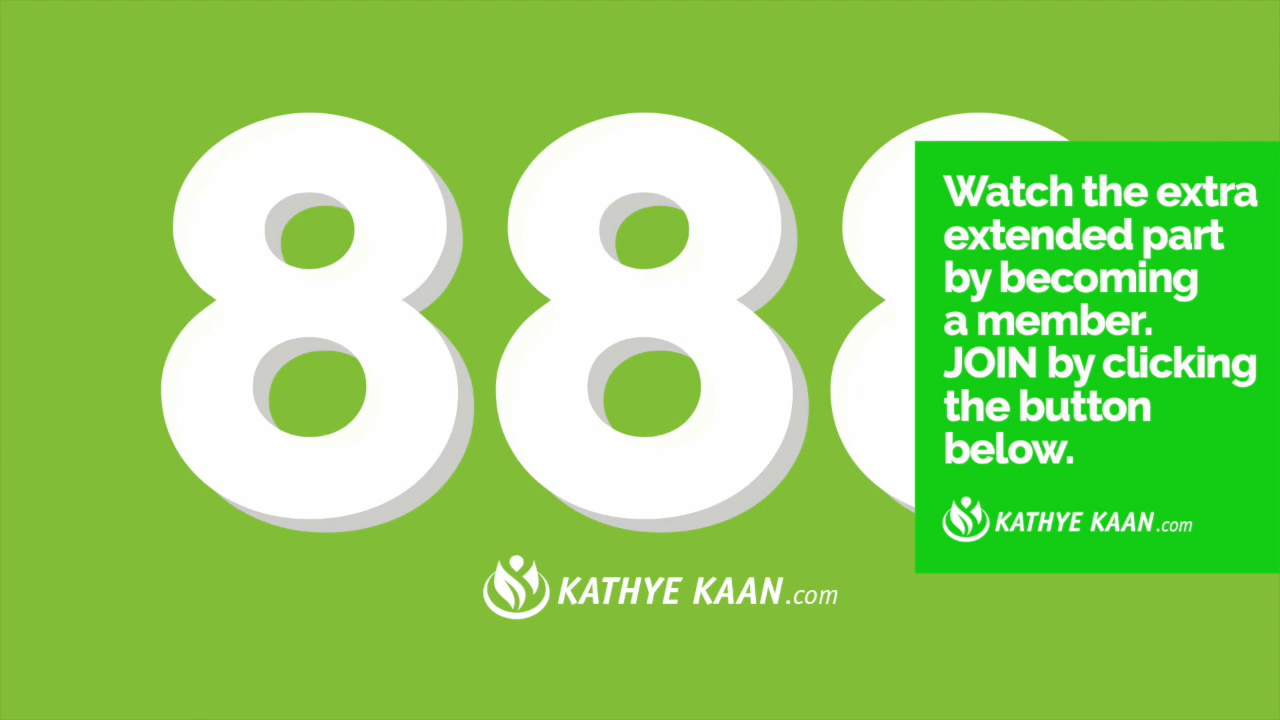 888
Watch the extra
extended part
by becoming
a member.
JOIN by clicking
the button
below.
KATHYE KAAN.com
KATHYE KAAN.com